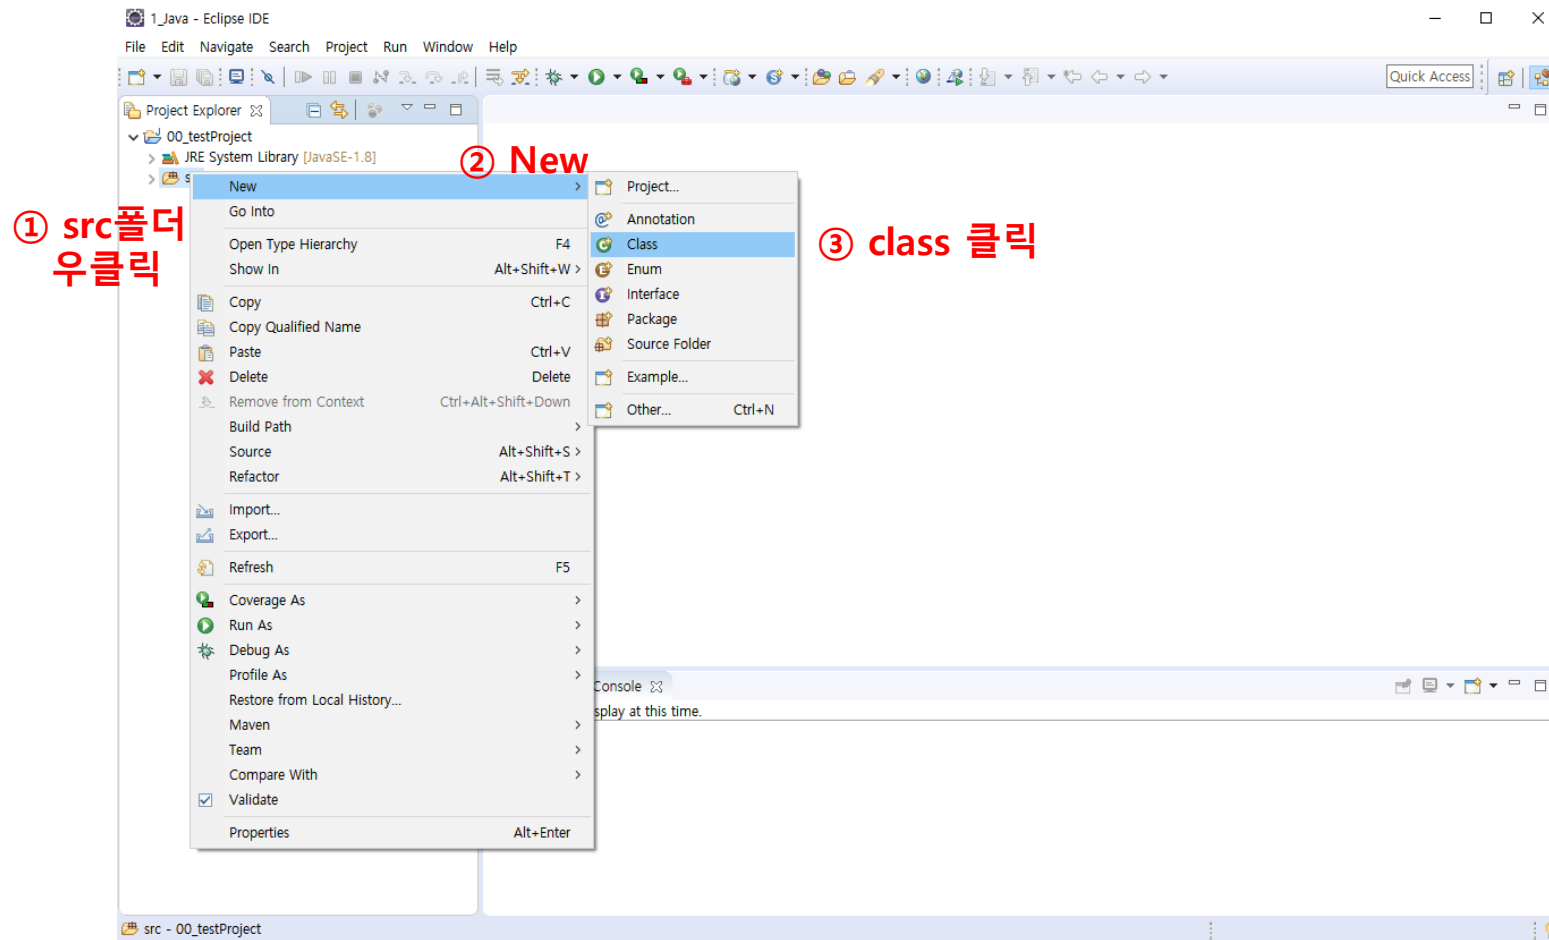 1_Java - Eclipse IDE
File Edit Navigate Search Project Run Window Help
Quick Access
Project Explorer
00_testProject
JRE System Library [JavaSE-1.8]
s
② New
① src폴더
우클릭
③ class 클릭
New
Go Into
Open Type Hierarchy F4
Show In Alt+Shift+W
Copy Ctrl+C
Copy Qualified Name
Paste Ctrl+V
Delete Delete
Remove from Context Ctrl+Alt+Shift+Down
Build Path
Source Alt+Shift+S
Refactor Alt+Shift+T
Import...
Export...
Refresh F5
Coverage As
Run As
Debug As
Profile As
Restore from Local History...
Maven
Team
Compare With
Validate
Properties Alt+Enter
Project...
Annotation
Class
Enum
Interface
Package
Source Folder
Example...
Other... Ctrl+N
Console
splay at this time.
src - 00_testProject